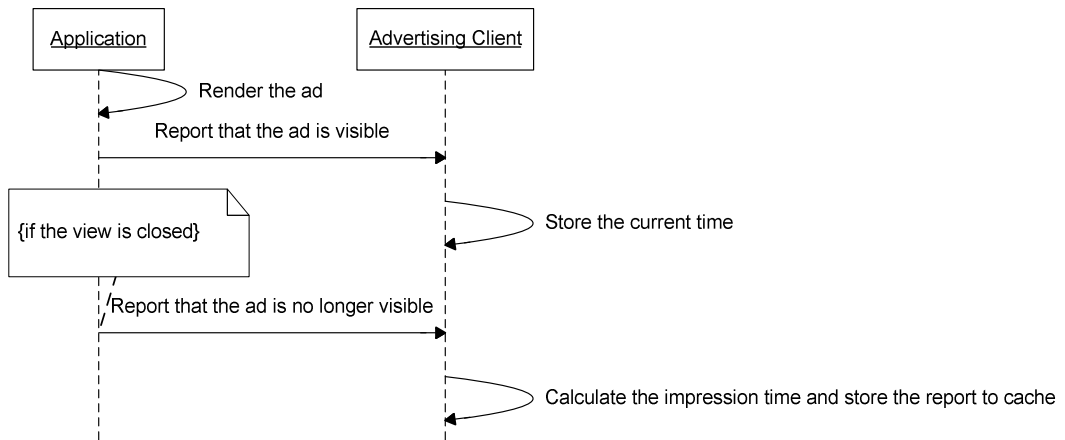 Application
Advertising Client
Render the ad
Report that the ad is visible
Store the current time
{if the view is closed}
Report that the ad is no longer visible
Calculate the impression time and store the report to cache